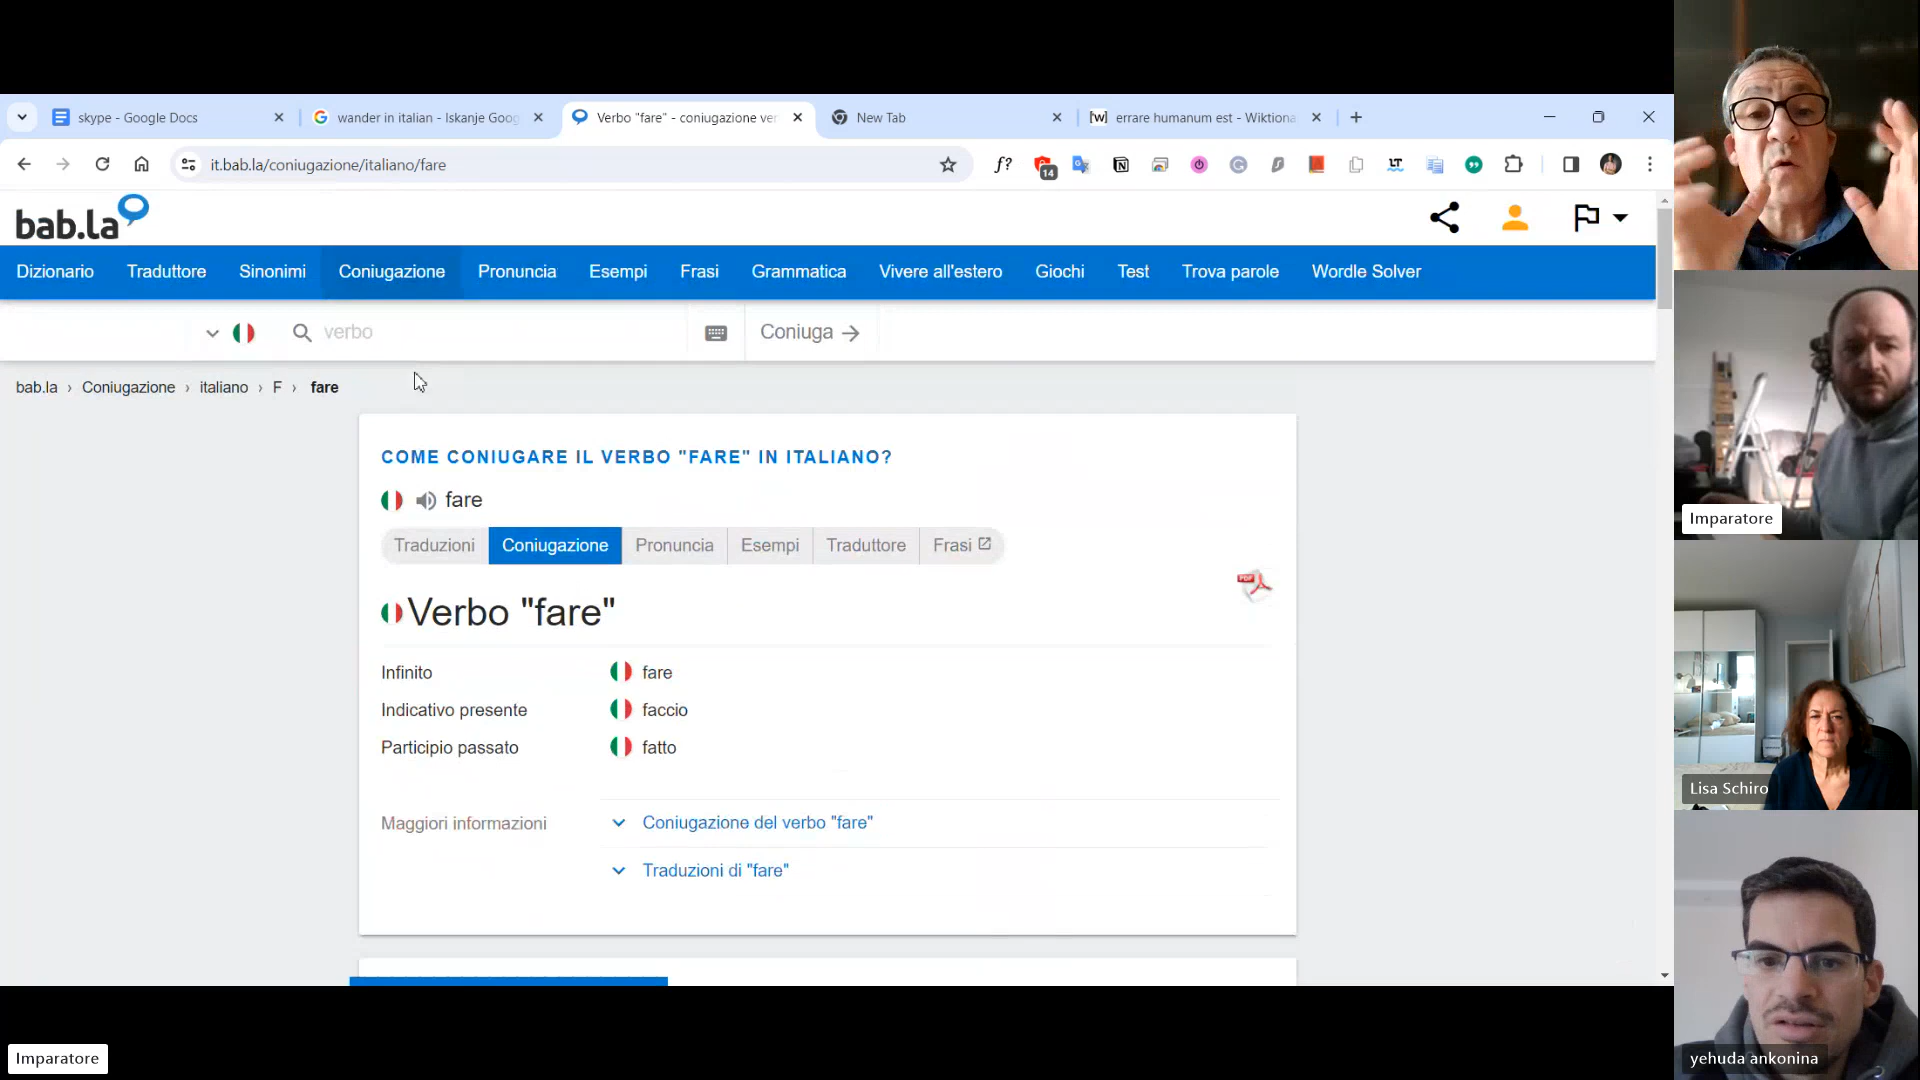 skype - Google Docs
wander in italian - Iskanje Goog
Verbo "fare" - coniugazione ver
New Tab
[w] errare humanum est - Wiktiona
it.bab.la/coniugazione/italiano/fare
f?
14
LT
bab.la
Dizionario Traduttore Sinonimi Coniugazione Pronuncia Esempi Frasi Grammatica Vivere all'estero Giochi Test Trova parole Wordle Solver
verbo
Coniuga →
bab.la › Coniugazione › italiano › F › fare
COME CONIUGARE IL VERBO "FARE" IN ITALIANO?
fare
Traduzioni Coniugazione Pronuncia Esempi Traduttore Frasi
PDF
Verbo "fare"
Infinito fare
Indicativo presente faccio
Participio passato fatto
Maggiori informazioni
Coniugazione del verbo "fare"
Traduzioni di "fare"
Imparatore
Imparatore
Lisa Schiro
yehuda ankonina